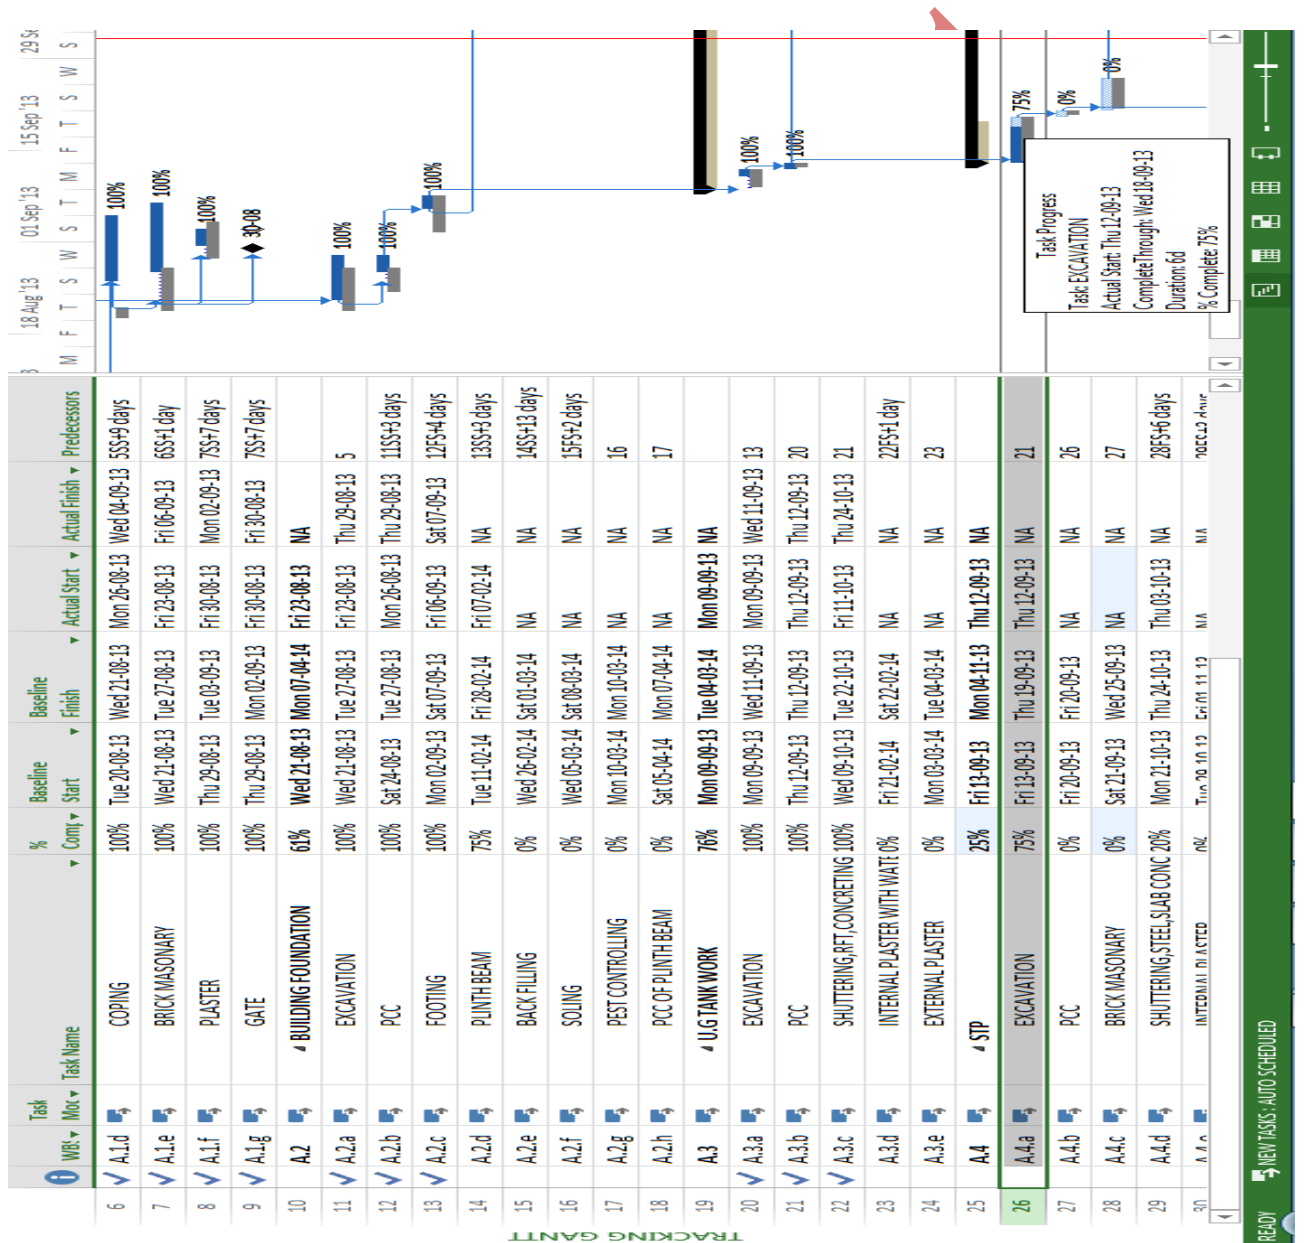 TRACKING GANTT
WBS Task Mod Task Name % Comp Baseline Start Baseline Finish Actual Start Actual Finish Predecessors
6 A.1.d COPING 100% Tue 20-08-13 Wed 21-08-13 Mon 26-08-13 Wed 04-09-13 5SS+9 days
7 A.1.e BRICK MASONARY 100% Wed 21-08-13 Tue 27-08-13 Fri 23-08-13 Fri 06-09-13 6SS+1 day
8 A.1.f PLASTER 100% Thu 29-08-13 Tue 03-09-13 Fri 30-08-13 Mon 02-09-13 7SS+7 days
9 A.1.g GATE 100% Thu 29-08-13 Mon 02-09-13 Fri 30-08-13 Fri 30-08-13 7SS+7 days
10 A.2 BUILDING FOUNDATION 61% Wed 21-08-13 Mon 07-04-14 Fri 23-08-13 NA
11 A.2.a EXCAVATION 100% Wed 21-08-13 Tue 27-08-13 Fri 23-08-13 Thu 29-08-13 5
12 A.2.b PCC 100% Sat 24-08-13 Tue 27-08-13 Mon 26-08-13 Thu 29-08-13 11SS+3 days
13 A.2.c FOOTING 100% Mon 02-09-13 Sat 07-09-13 Fri 06-09-13 Sat 07-09-13 12FS+4 days
14 A.2.d PLINTH BEAM 75% Tue 11-02-14 Fri 28-02-14 Fri 07-02-14 NA 13SS+3 days
15 A.2.e BACK FILLING 0% Wed 26-02-14 Sat 01-03-14 NA NA 14SS+13 days
16 A.2.f SOLING 0% Wed 05-03-14 Sat 08-03-14 NA NA 15FS+2 days
17 A.2.g PEST CONTROLLING 0% Mon 10-03-14 Mon 10-03-14 NA NA 16
18 A.2.h PCC OF PLINTH BEAM 0% Sat 05-04-14 Mon 07-04-14 NA NA 17
19 A.3 U.G TANK WORK 76% Mon 09-09-13 Tue 04-03-14 Mon 09-09-13 NA
20 A.3.a EXCAVATION 100% Mon 09-09-13 Wed 11-09-13 Mon 09-09-13 Wed 11-09-13 13
21 A.3.b PCC 100% Thu 12-09-13 Thu 12-09-13 Thu 12-09-13 Thu 12-09-13 20
22 A.3.c SHUTTERING,RFT,CONCRETING 100% Wed 09-10-13 Tue 22-10-13 Fri 11-10-13 Thu 24-10-13 21
23 A.3.d INTERNAL PLASTER WITH WATE 0% Fri 21-02-14 Sat 22-02-14 NA NA 22FS+1 day
24 A.3.e EXTERNAL PLASTER 0% Mon 03-03-14 Tue 04-03-14 NA NA 23
25 A.4 STP 25% Fri 13-09-13 Mon 04-11-13 Thu 12-09-13 NA
26 A.4.a EXCAVATION 75% Fri 13-09-13 Thu 19-09-13 Thu 12-09-13 NA 21
27 A.4.b PCC 0% Fri 20-09-13 Fri 20-09-13 NA NA 26
28 A.4.c BRICK MASONARY 0% Sat 21-09-13 Wed 25-09-13 NA NA 27
29 A.4.d SHUTTERING,STEEL,SLAB CONC 20% Mon 21-10-13 Thu 24-10-13 Thu 03-10-13 NA 28FS+6 days
30 INTERNAL PLASTER 0%
18 Aug '13 01 Sep '13 15 Sep '13 29 Se
M F T S W S T M F T S W S
100%
100%
100%
30-08
100%
100%
100%
100%
100%
75%
0%
0%
Task Progress
Task: EXCAVATION
Actual Start: Thu 12-09-13
Complete Through: Wed 18-09-13
Duration: 6d
% Complete: 75%
READY NEW TASKS : AUTO SCHEDULED